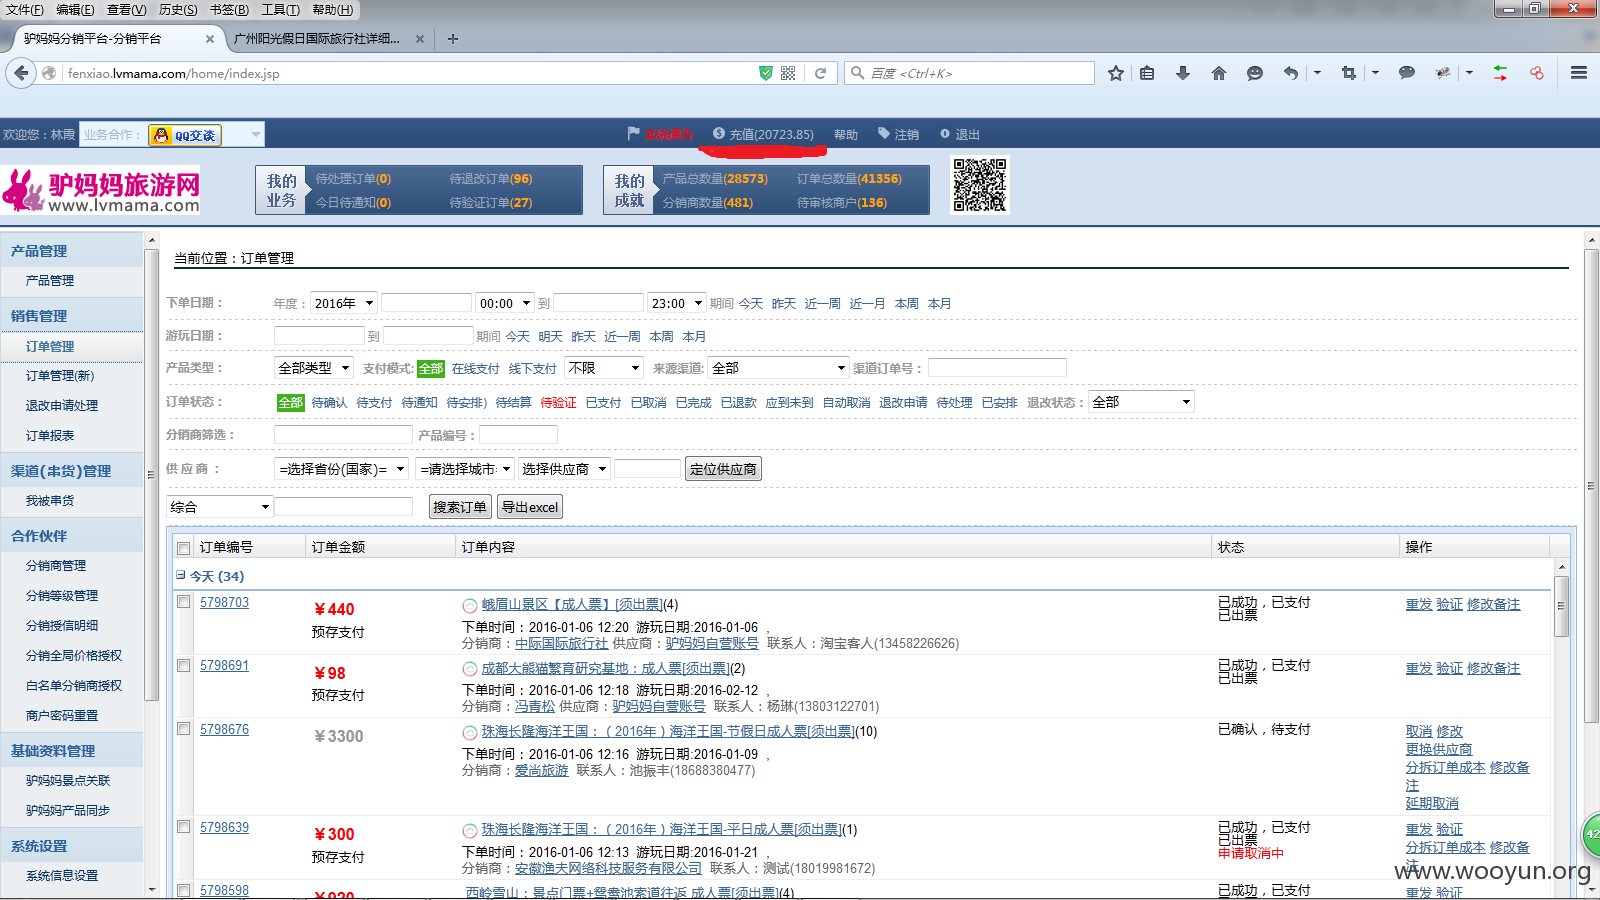 文件(F) 编辑(E) 查看(V) 历史(S) 书签(B) 工具(T) 帮助(H)
驴妈妈分销平台-分销平台 广州阳光假日国际旅行社详细...
fenxiao.lvmama.com/home/index.jsp 百度 <Ctrl+K>
欢迎您：林霞 业务合作： QQ交谈 充值(20723.85) 帮助 注销 退出
驴妈妈旅游网
www.lvmama.com
我的业务
待处理订单(0) 待退改订单(96)
今日待通知(0) 待验证订单(27)
我的成就
产品总数量(28573) 订单总数量(41356)
分销商数量(481) 待审核商户(136)
产品管理
产品管理
销售管理
订单管理
订单管理(新)
退改申请处理
订单报表
渠道(串货)管理
我被串货
合作伙伴
分销商管理
分销等级管理
分销授信明细
分销全局价格授权
白名单分销商授权
商户密码重置
基础资料管理
驴妈妈景点关联
驴妈妈产品同步
系统设置
系统信息设置
当前位置：订单管理
下单日期： 年度： 2016年 00:00 到 23:00 期间 今天 昨天 近一周 近一月 本周 本月
游玩日期： 到 期间 今天 明天 昨天 近一周 本周 本月
产品类型： 全部类型 支付模式: 全部 在线支付 线下支付 不限 来源渠道: 全部 渠道订单号：
订单状态： 全部 待确认 待支付 待通知 待安排) 待结算 待验证 已支付 已取消 已完成 已退款 应到未到 自动取消 退改申请 待处理 已安排 退改状态： 全部
分销商筛选： 产品编号：
供 应 商 ： =选择省份(国家)= =请选择城市 选择供应商 定位供应商
综合 搜索订单 导出excel
订单编号 订单金额 订单内容 状态 操作
今天 (34)
5798703 ￥440 峨眉山景区【成人票】[须出票](4) 已成功，已支付 重发 验证 修改备注
预存支付 下单时间：2016-01-06 12:20 游玩日期:2016-01-06 ， 已出票
分销商：中际国际旅行社 供应商：驴妈妈自营账号 联系人：淘宝客人(13458226626)
5798691 ￥98 成都大熊猫繁育研究基地：成人票[须出票](2) 已成功，已支付 重发 验证 修改备注
预存支付 下单时间：2016-01-06 12:18 游玩日期:2016-02-12 ， 已出票
分销商：冯青松 供应商：驴妈妈自营账号 联系人：杨琳(13803122701)
5798676 ￥3300 珠海长隆海洋王国：（2016年）海洋王国-节假日成人票[须出票](10) 已确认，待支付 取消 修改
下单时间：2016-01-06 12:16 游玩日期:2016-01-09 ， 更换供应商
分销商：爱尚旅游 联系人：池振丰(18688380477) 分拆订单成本 修改备注
延期取消
5798639 ￥300 珠海长隆海洋王国：（2016年）海洋王国-平日成人票[须出票](1) 已成功，已支付 重发 验证
预存支付 下单时间：2016-01-06 12:13 游玩日期:2016-01-21 ， 已出票 分拆订单成本 修改备注
申请取消中
分销商：安徽渔夫网络科技服务有限公司 联系人：测试(18019981672)
5798598 ￥920 西岭雪山：景点门票+鸳鸯池索道往返 成人票[须出票](4) 已成功，已支付 重发 验证
42
www.wooyun.org